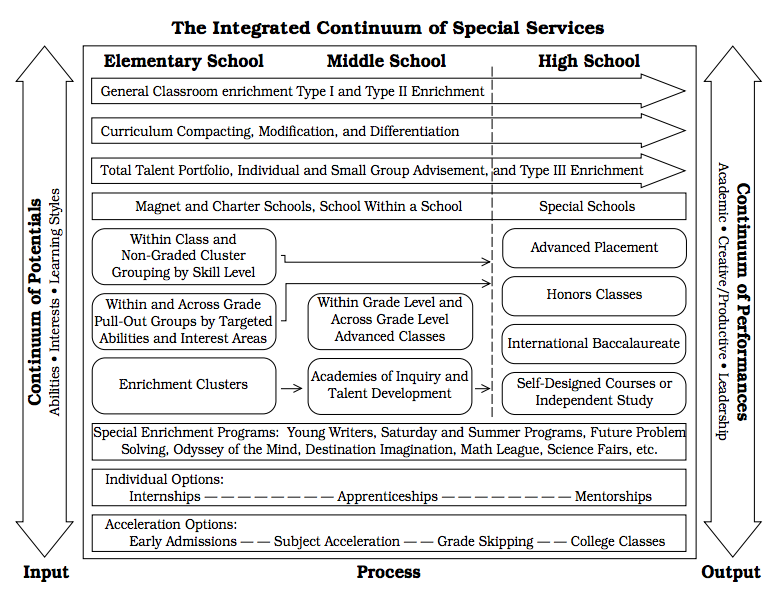 The Integrated Continuum of Special Services
Elementary School
Middle School
High School
General Classroom enrichment Type I and Type II Enrichment
Curriculum Compacting, Modification, and Differentiation
Total Talent Portfolio, Individual and Small Group Advisement, and Type III Enrichment
Magnet and Charter Schools, School Within a School
Special Schools
Within Class and
Non-Graded Cluster
Grouping by Skill Level
Advanced Placement
Within and Across Grade
Pull-Out Groups by Targeted
Abilities and Interest Areas
Within Grade Level and
Across Grade Level
Advanced Classes
Honors Classes
International Baccalaureate
Enrichment Clusters
Academies of Inquiry and
Talent Development
Self-Designed Courses or
Independent Study
Special Enrichment Programs: Young Writers, Saturday and Summer Programs, Future Problem
Solving, Odyssey of the Mind, Destination Imagination, Math League, Science Fairs, etc.
Individual Options:
Internships — — — — — — — Apprenticeships — — — — — — — Mentorships
Acceleration Options:
Early Admissions — — Subject Acceleration — — Grade Skipping — — College Classes
Continuum of Potentials
Abilities • Interests • Learning Styles
Continuum of Performances
Academic • Creative/Productive • Leadership
Input
Process
Output